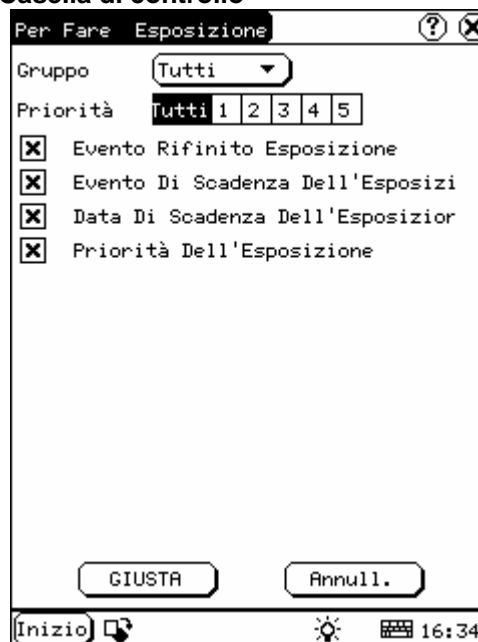 Casella di controllo
Per Fare Esposizione
Gruppo Tutti
Priorità Tutti 1 2 3 4 5
Evento Rifinito Esposizione
Evento Di Scadenza Dell'Esposizi
Data Di Scadenza Dell'Esposizior
Priorità Dell'Esposizione
GIUSTA Annull.
Inizio 16:34